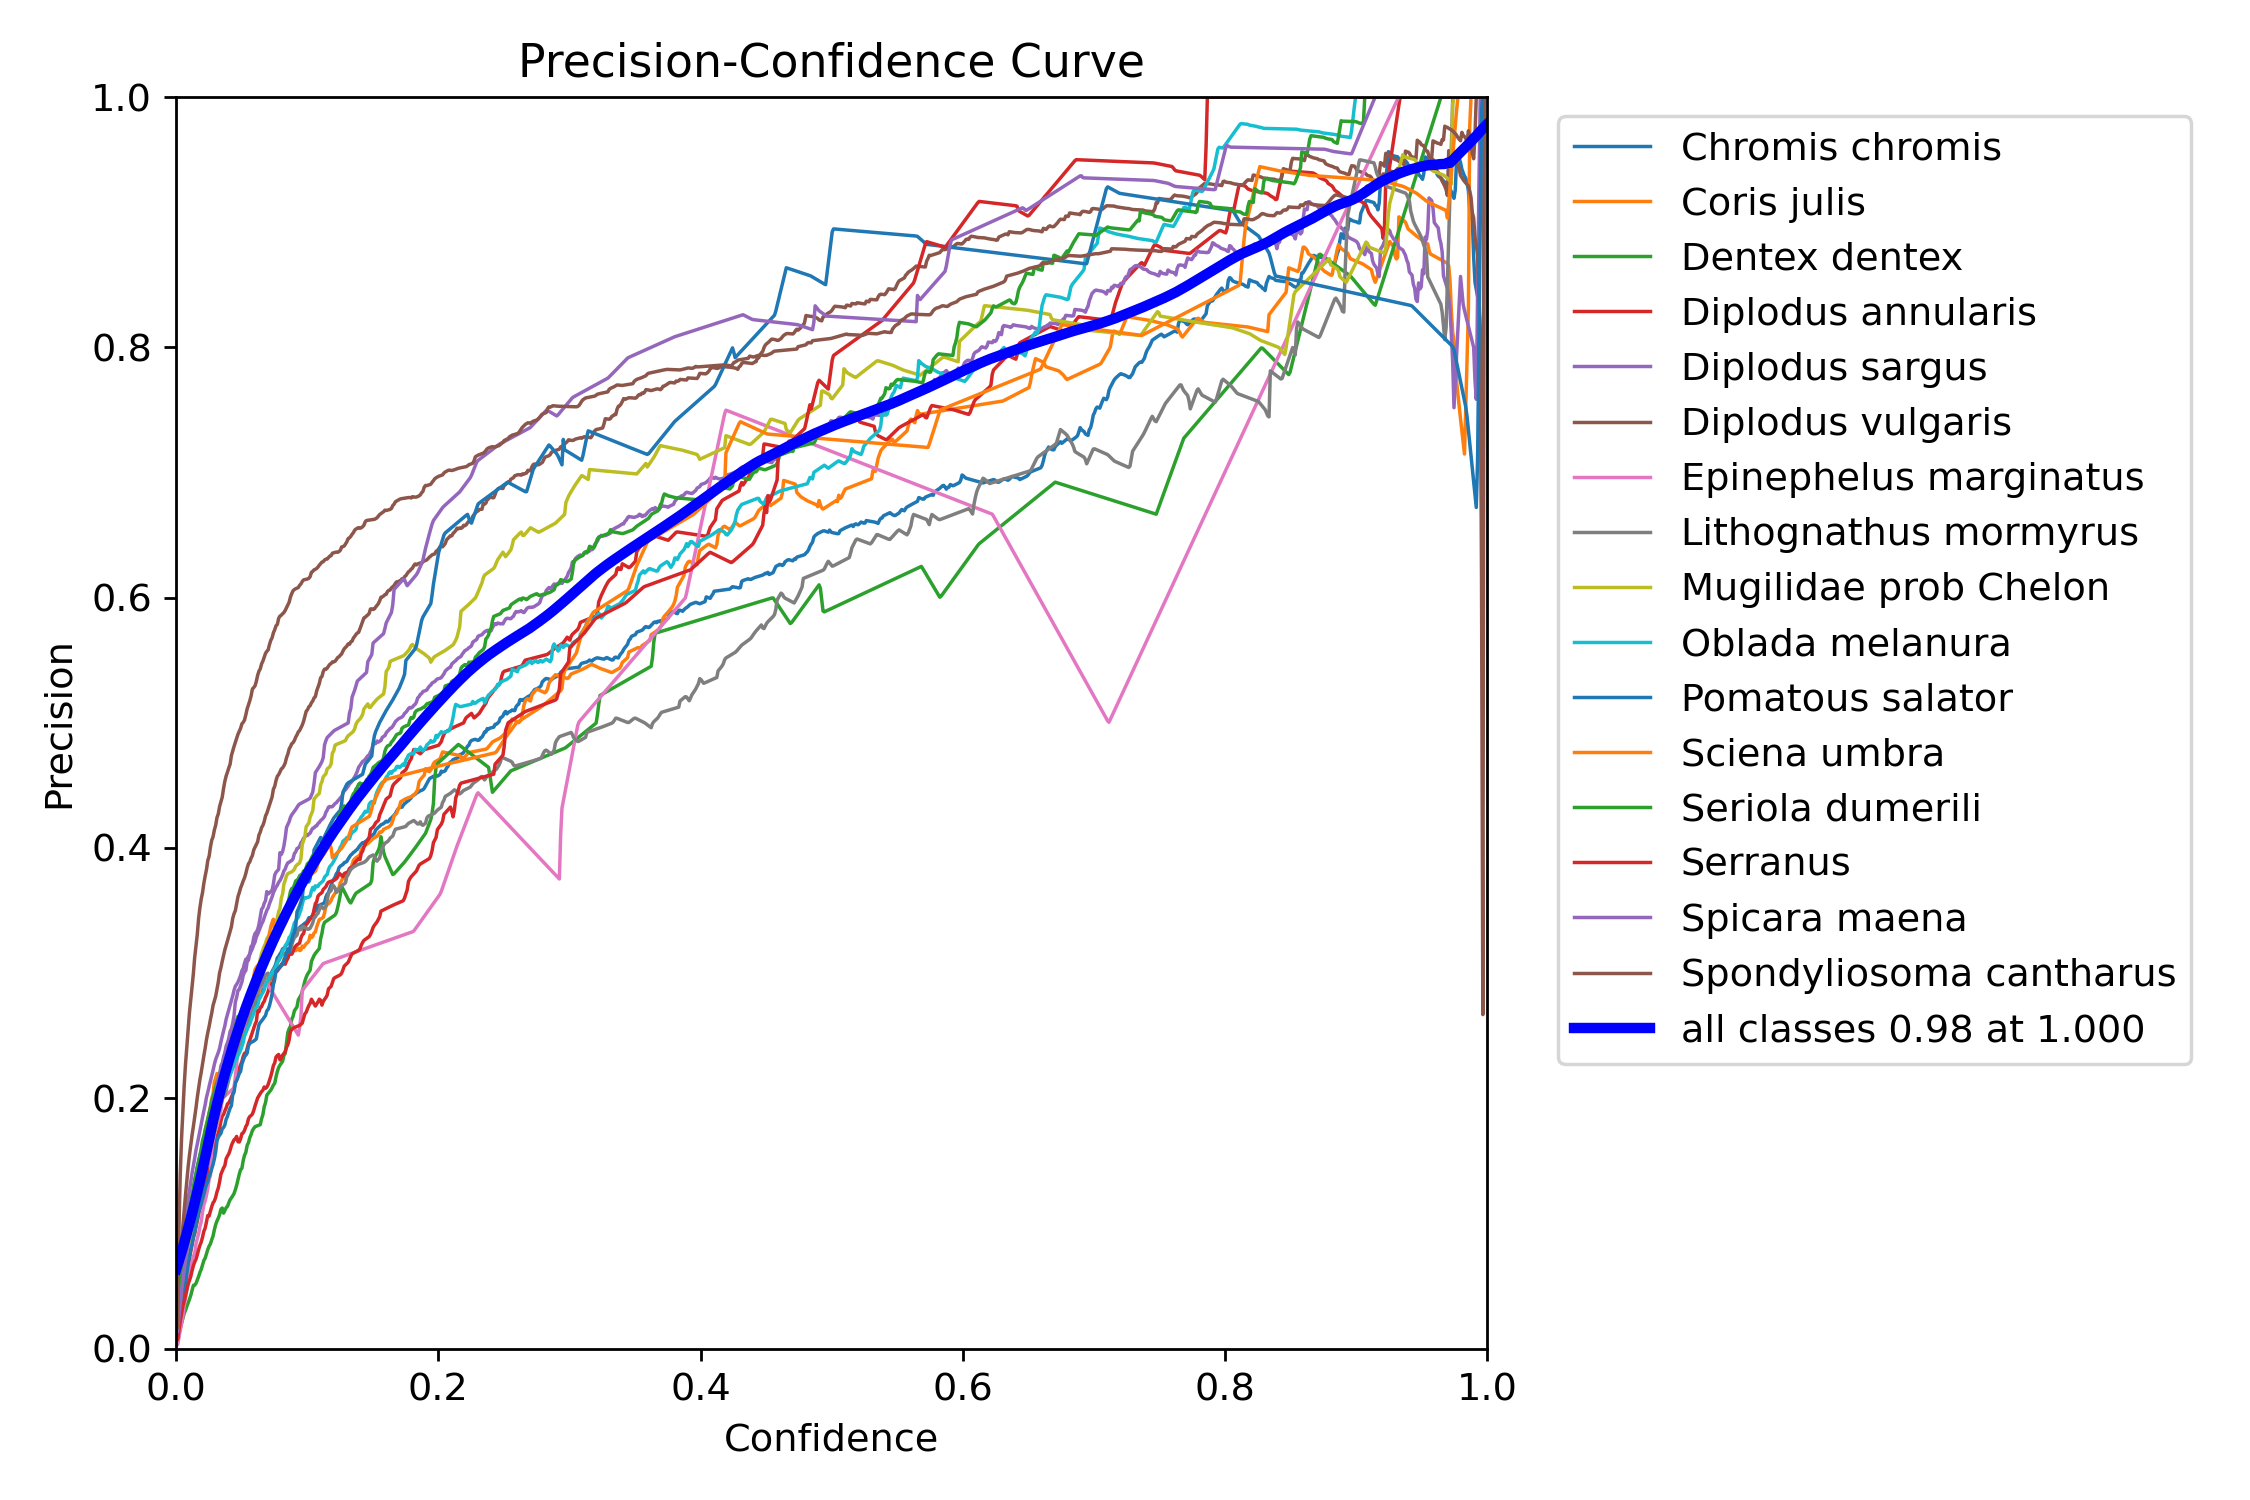 Precision-Confidence Curve
1.0
0.8
0.6
0.4
0.2
0.0
Precision
0.0 0.2 0.4 0.6 0.8 1.0
Confidence
Chromis chromis
Coris julis
Dentex dentex
Diplodus annularis
Diplodus sargus
Diplodus vulgaris
Epinephelus marginatus
Lithognathus mormyrus
Mugilidae prob Chelon
Oblada melanura
Pomatous salator
Sciena umbra
Seriola dumerili
Serranus
Spicara maena
Spondyliosoma cantharus
all classes 0.98 at 1.000